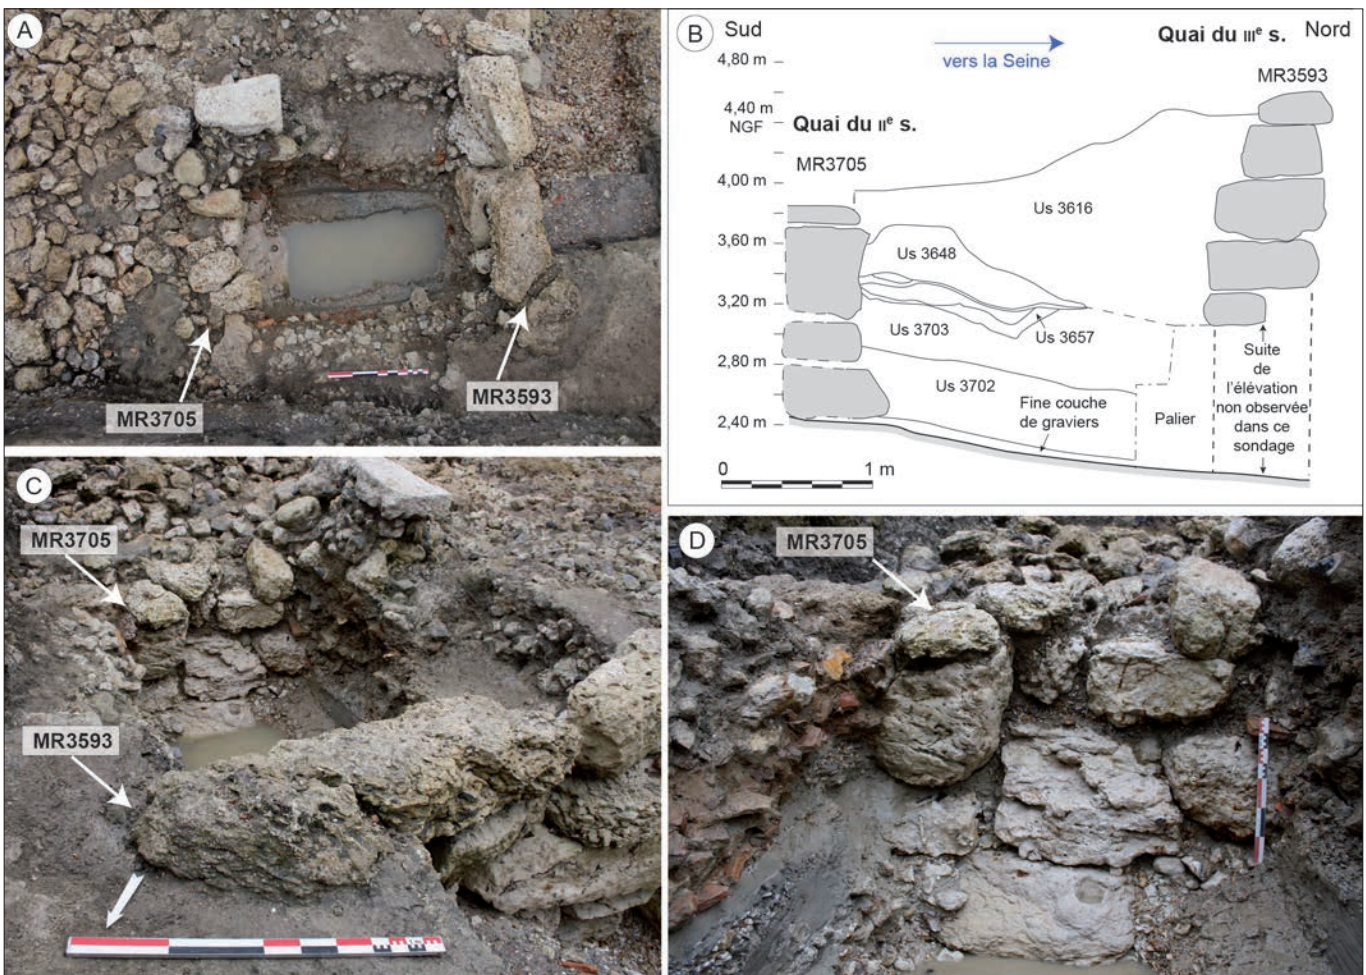 A
MR3705
MR3593
B
Sud
Quai du IIIe s.
Nord
vers la Seine
MR3593
4,80 m
4,40 m
NGF
Quai du IIe s.
MR3705
4,00 m
Us 3616
3,60 m
Us 3648
3,20 m
Us 3703
Us 3657
2,80 m
Us 3702
Suite
de
l'élévation
non observée
dans ce
sondage
Fine couche
de graviers
Palier
2,40 m
0
1 m
C
MR3705
MR3593
D
MR3705